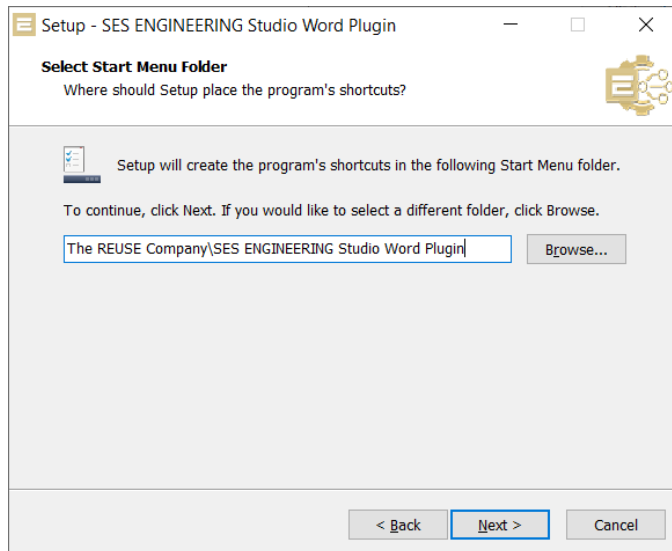 Setup - SES ENGINEERING Studio Word Plugin
Select Start Menu Folder
Where should Setup place the program's shortcuts?
Setup will create the program's shortcuts in the following Start Menu folder.
To continue, click Next. If you would like to select a different folder, click Browse.
The REUSE Company\SES ENGINEERING Studio Word Plugin
Browse...
< Back
Next >
Cancel